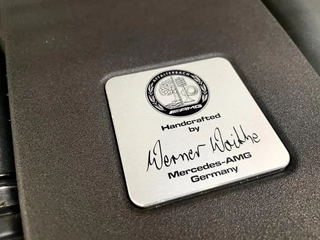 AFFALTERBACH
AMG
Handcrafted
by
Werner
Mercedes-AMG
Germany